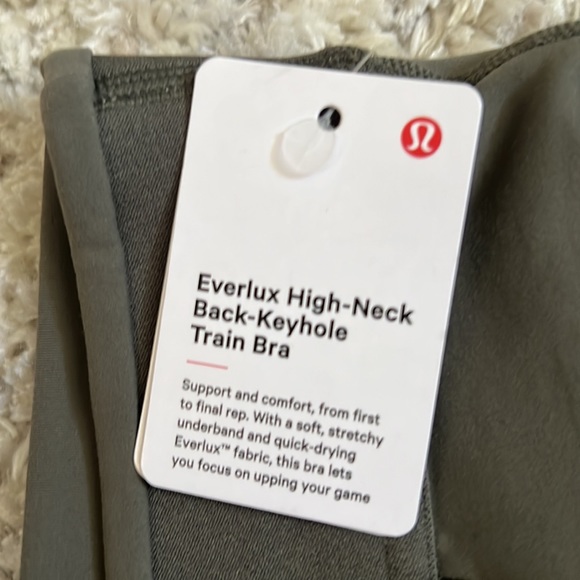 Everlux High-Neck
Back-Keyhole
Train Bra
Support and comfort, from first
to final rep. With a soft, stretchy
underband and quick-drying
Everlux™ fabric, this bra lets
you focus on upping your game